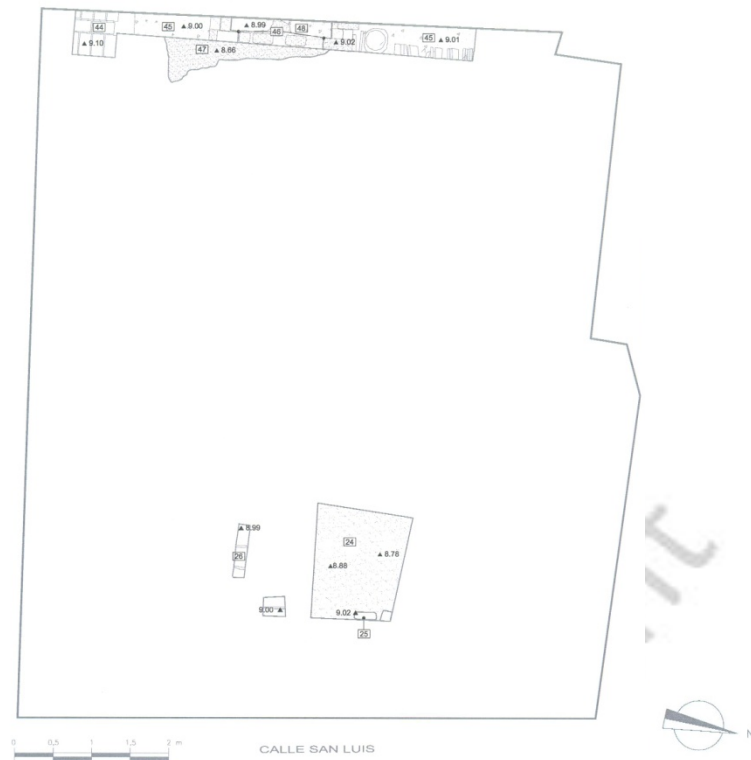 44 45 ▲ 9.00 ▲ 8.99 46 48
▲ 9.10 47 ▲ 8.66 ▲ 9.02 45 ▲ 9.01
▲ 8.99
26
24
▲ 8.78
▲ 8.88
9.00 ▲
9.02 ▲
25
N
0 0,5 1 1,5 2 m
CALLE SAN LUIS